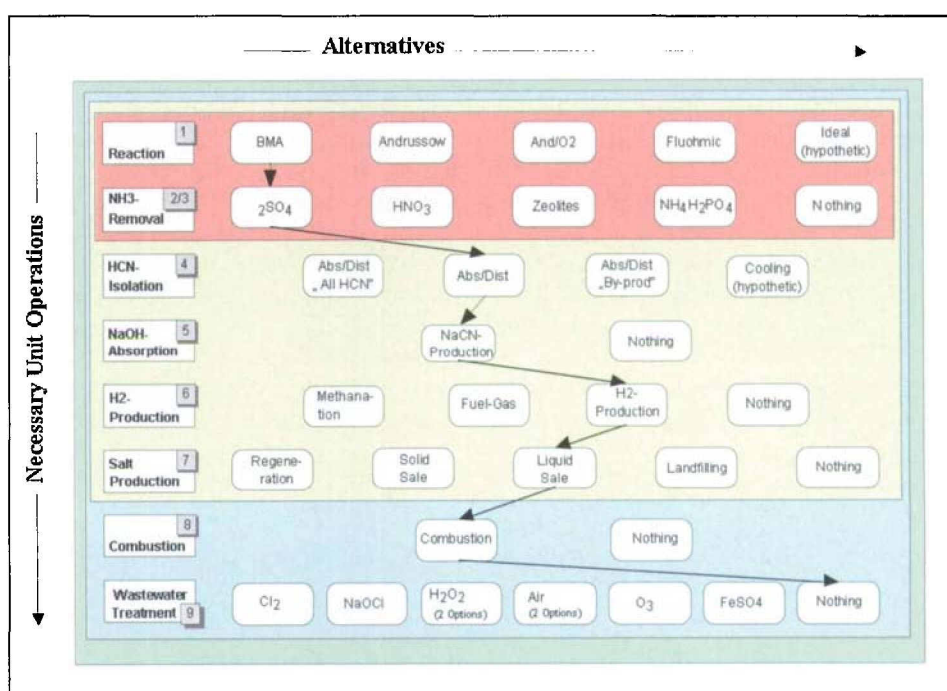 Alternatives
Necessary Unit Operations
1
Reaction
BMA
Andrussow
And/O2
Fluohmic
Ideal
(hypothetic)
NH3-
2/3
Removal
₂SO₄
HNO₃
Zeolites
NH₄H₂PO₄
Nothing
HCN-
4
Isolation
Abs/Dist
„All HCN"
Abs/Dist
Abs/Dist
„By-prod"
Cooling
(hypothetic)
NaOH-
5
Absorption
NaCN-
Production
Nothing
H2-
6
Production
Methana-
tion
Fuel-Gas
H2-
Production
Nothing
Salt
7
Production
Regene-
ration
Solid
Sale
Liquid
Sale
Landfilling
Nothing
8
Combustion
Combustion
Nothing
Wastewater
Treatment
9
Cl₂
NaOCl
H₂O₂
(2 Options)
Air
(2 Options)
O₃
FeSO4
Nothing